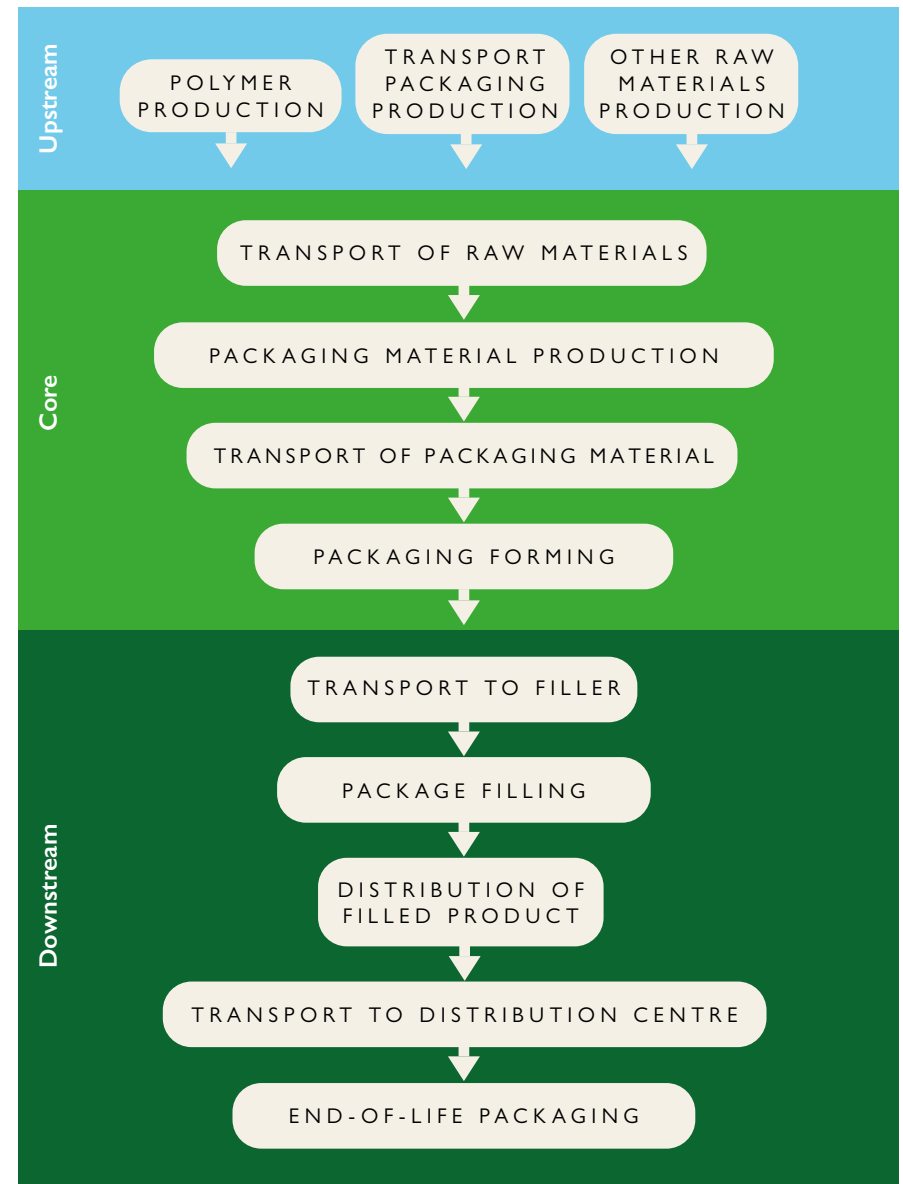 Upstream
POLYMER
PRODUCTION
TRANSPORT
PACKAGING
PRODUCTION
OTHER RAW
MATERIALS
PRODUCTION
Core
TRANSPORT OF RAW MATERIALS
PACKAGING MATERIAL PRODUCTION
TRANSPORT OF PACKAGING MATERIAL
PACKAGING FORMING
Downstream
TRANSPORT TO FILLER
PACKAGE FILLING
DISTRIBUTION OF
FILLED PRODUCT
TRANSPORT TO DISTRIBUTION CENTRE
END-OF-LIFE PACKAGING